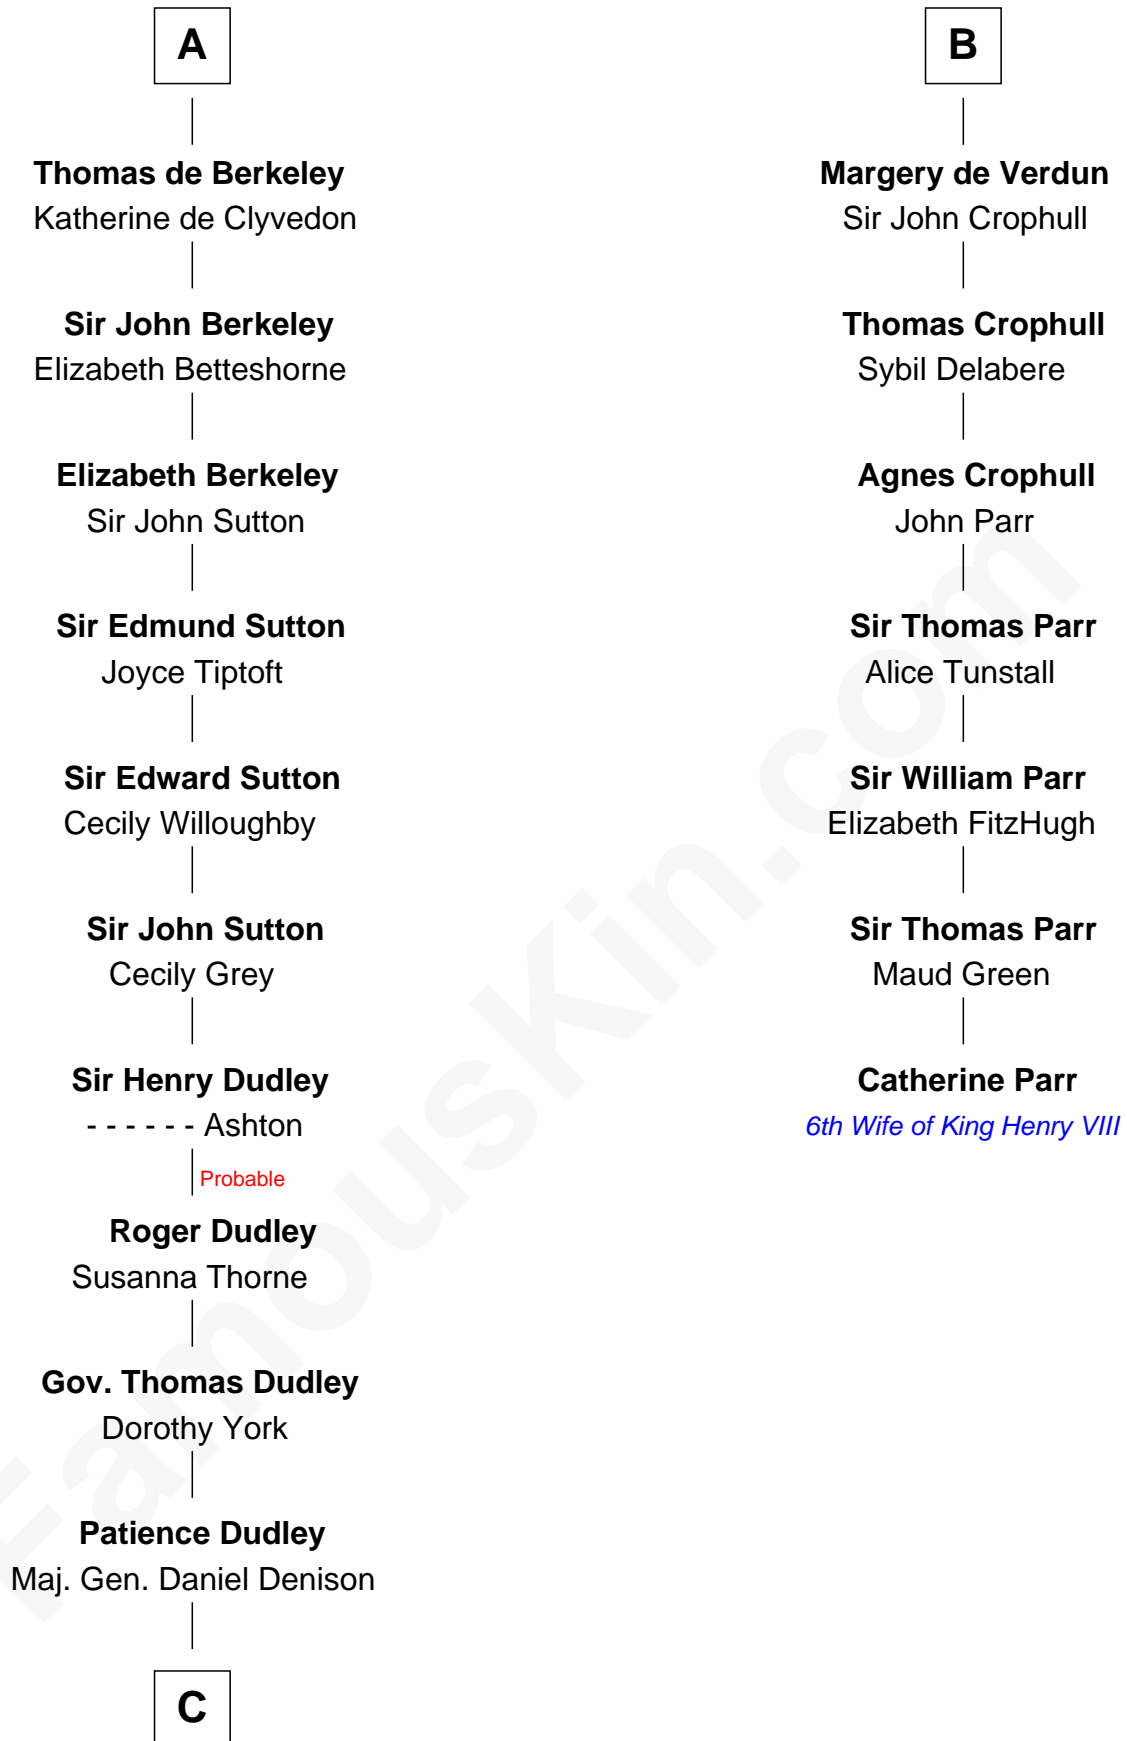 A
Thomas de Berkeley
Katherine de Clyvedon
Sir John Berkeley
Elizabeth Betteshorne
Elizabeth Berkeley
Sir John Sutton
Sir Edmund Sutton
Joyce Tiptoft
Sir Edward Sutton
Cecily Willoughby
Sir John Sutton
Cecily Grey
Sir Henry Dudley
- - - - - - Ashton
Probable
Roger Dudley
Susanna Thorne
Gov. Thomas Dudley
Dorothy York
Patience Dudley
Maj. Gen. Daniel Denison
C
B
Margery de Verdun
Sir John Crophull
Thomas Crophull
Sybil Delabere
Agnes Crophull
John Parr
Sir Thomas Parr
Alice Tunstall
Sir William Parr
Elizabeth FitzHugh
Sir Thomas Parr
Maud Green
Catherine Parr
6th Wife of King Henry VIII
FamousKin.com